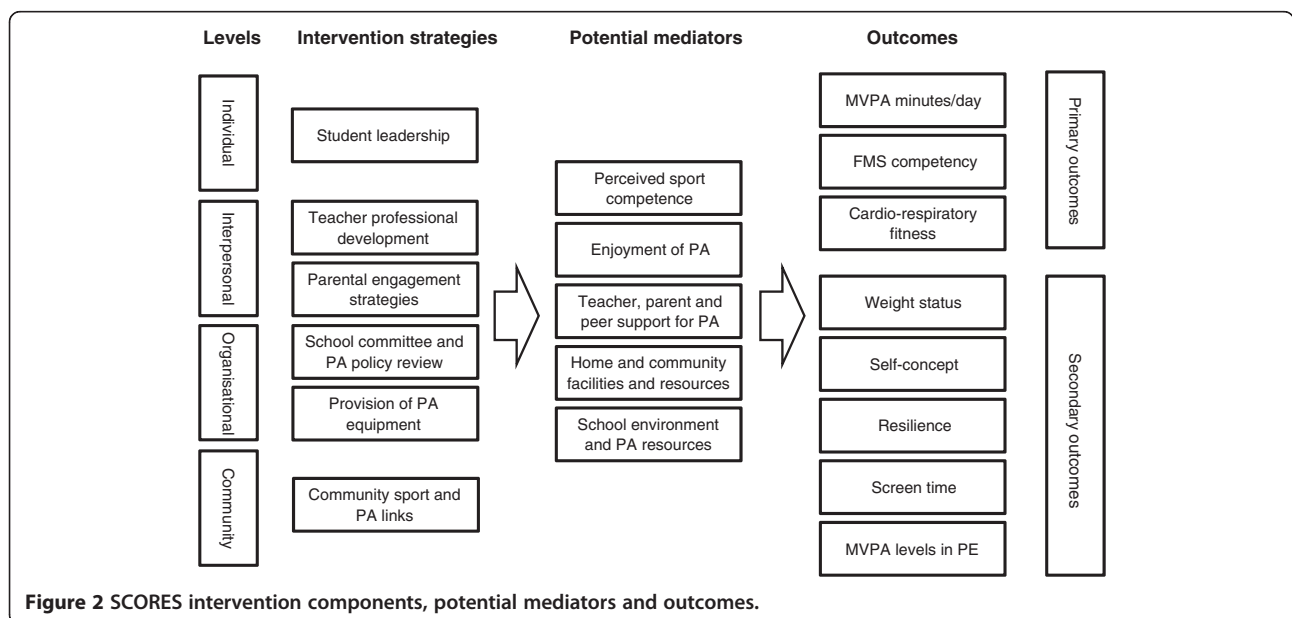 Levels
Intervention strategies
Potential mediators
Outcomes
Individual
Interpersonal
Organisational
Community
Student leadership
Teacher professional
development
Parental engagement
strategies
School committee and
PA policy review
Provision of PA
equipment
Community sport and
PA links
Perceived sport
competence
Enjoyment of PA
Teacher, parent and
peer support for PA
Home and community
facilities and resources
School environment
and PA resources
MVPA minutes/day
FMS competency
Cardio-respiratory
fitness
Weight status
Self-concept
Resilience
Screen time
MVPA levels in PE
Primary outcomes
Secondary outcomes
Figure 2 SCORES intervention components, potential mediators and outcomes.